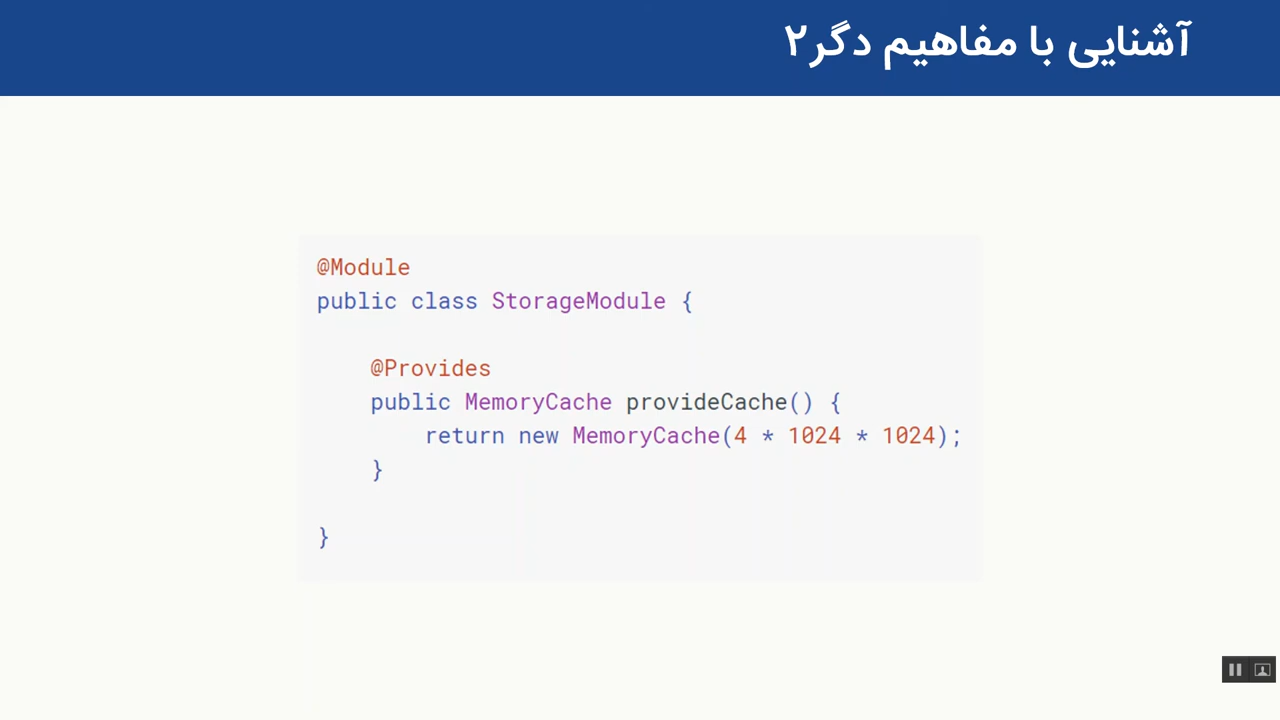 آشنایی با مفاهیم دگر۲
@Module
public class StorageModule {
@Provides
public MemoryCache provideCache() {
return new MemoryCache(4 * 1024 * 1024);
}
}